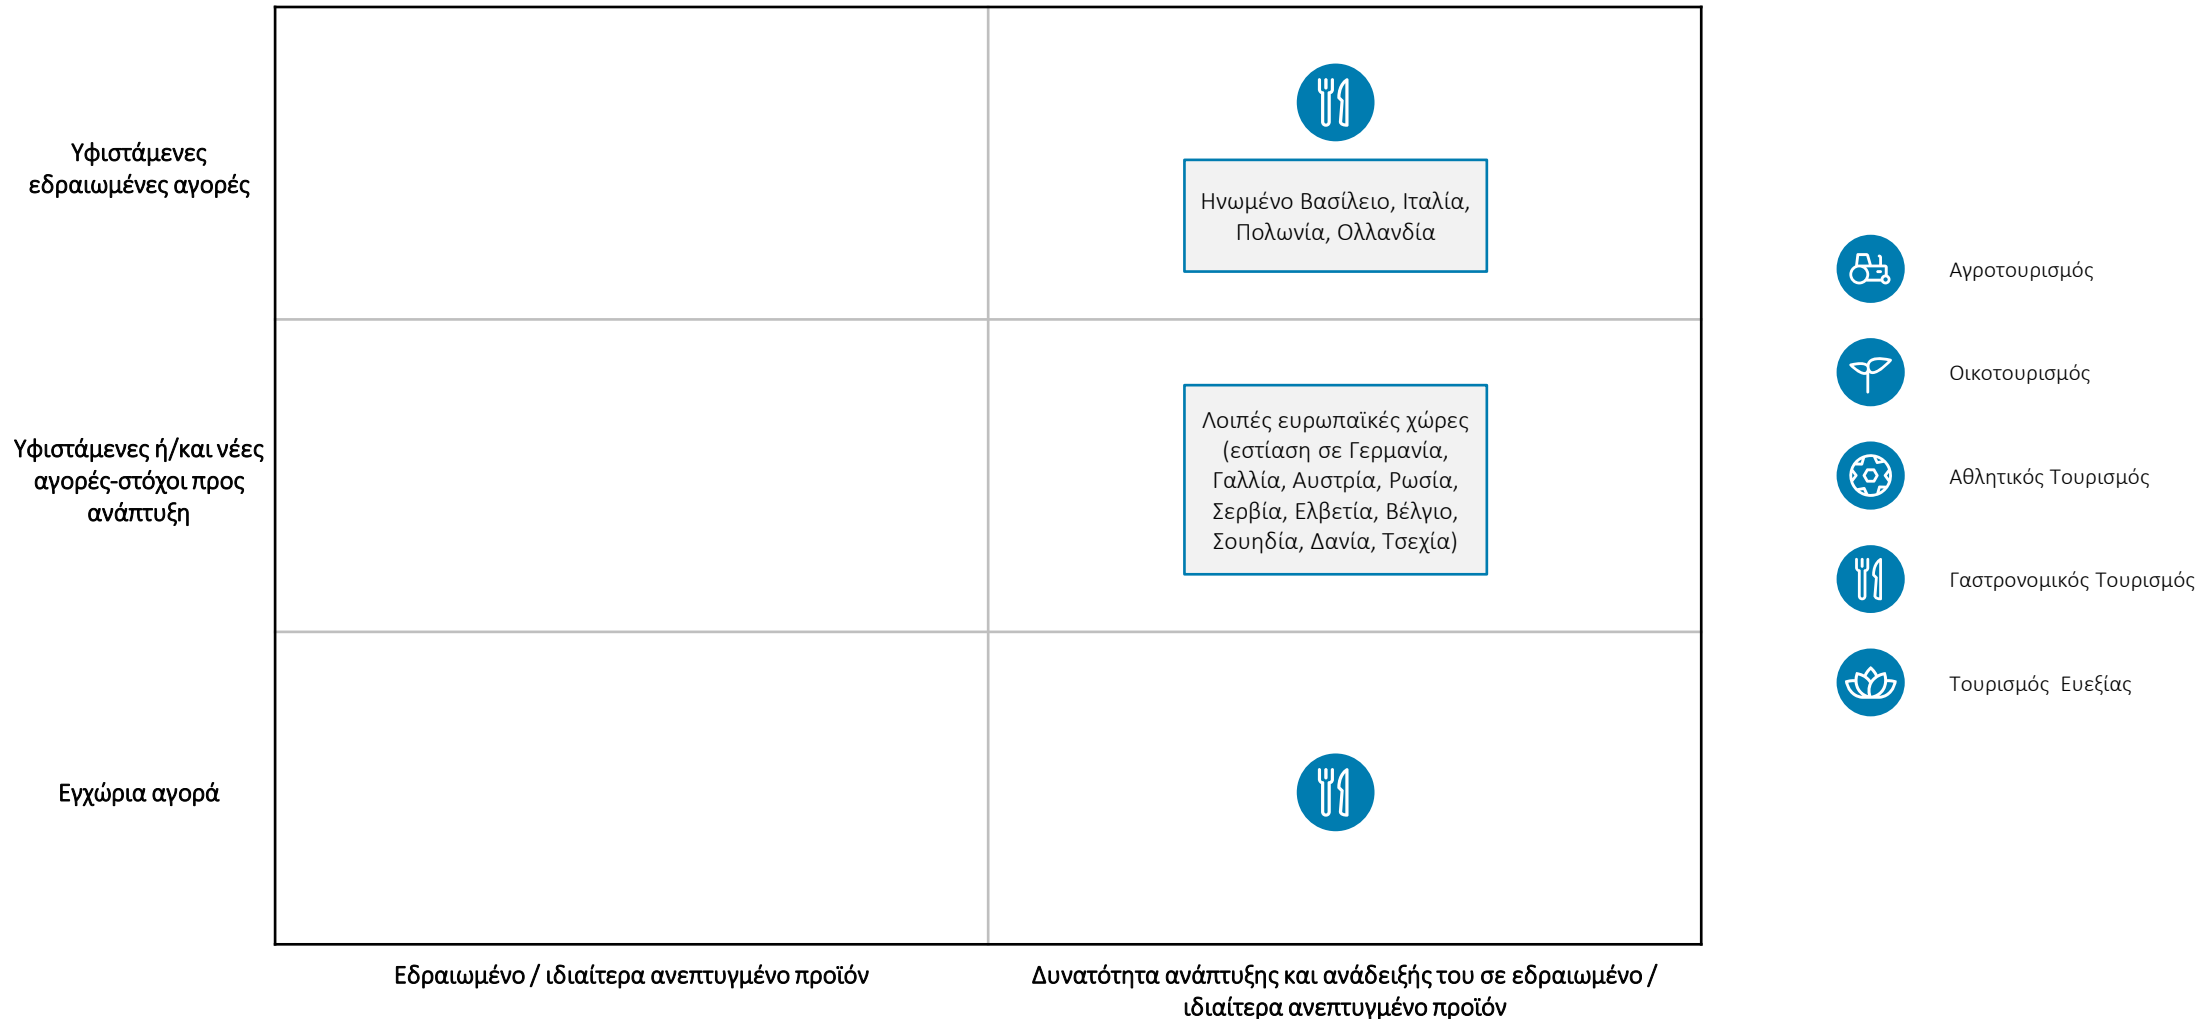 Υφιστάμενες
εδραιωμένες αγορές
Ηνωμένο Βασίλειο, Ιταλία,
Πολωνία, Ολλανδία
Υφιστάμενες ή/και νέες
αγορές-στόχοι προς
ανάπτυξη
Λοιπές ευρωπαϊκές χώρες
(εστίαση σε Γερμανία,
Γαλλία, Αυστρία, Ρωσία,
Σερβία, Ελβετία, Βέλγιο,
Σουηδία, Δανία, Τσεχία)
Εγχώρια αγορά
Εδραιωμένο / ιδιαίτερα ανεπτυγμένο προϊόν
Δυνατότητα ανάπτυξης και ανάδειξής του σε εδραιωμένο /
ιδιαίτερα ανεπτυγμένο προϊόν
Αγροτουρισμός
Οικοτουρισμός
Αθλητικός Τουρισμός
Γαστρονομικός Τουρισμός
Τουρισμός  Ευεξίας